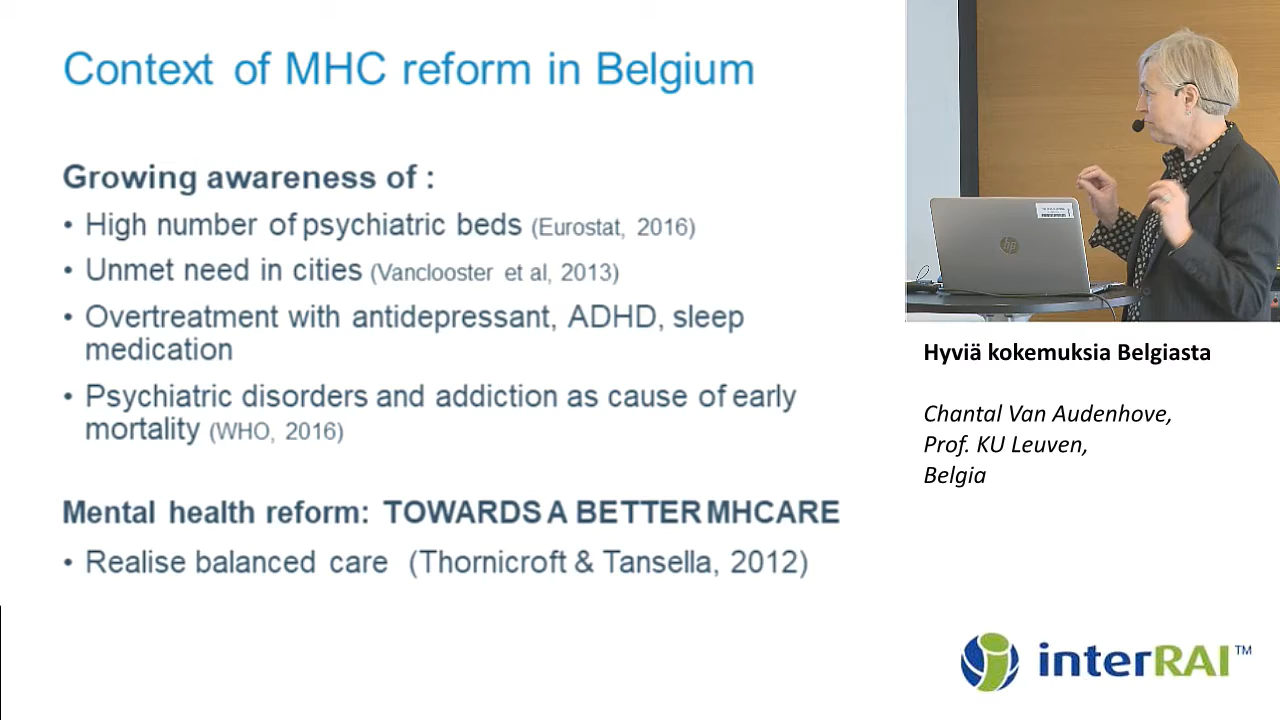 Context of MHC reform in Belgium
Growing awareness of :
• High number of psychiatric beds (Eurostat, 2016)
• Unmet need in cities (Vanclooster et al, 2013)
• Overtreatment with antidepressant, ADHD, sleep
medication
• Psychiatric disorders and addiction as cause of early
mortality (WHO, 2016)
Mental health reform: TOWARDS A BETTER MHCARE
• Realise balanced care (Thornicroft & Tansella, 2012)
hp
Hyviä kokemuksia Belgiasta
Chantal Van Audenhove,
Prof. KU Leuven,
Belgia
interRAI™